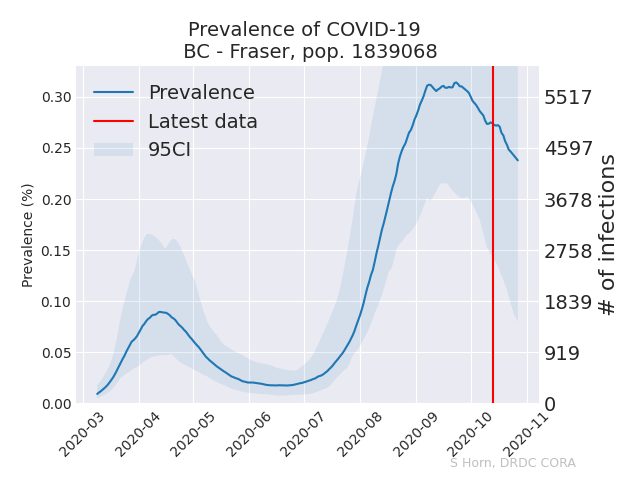 Prevalence of COVID-19
BC - Fraser, pop. 1839068
Prevalence
Latest data
95CI
Prevalence (%)
0.30
0.25
0.20
0.15
0.10
0.05
0.00
5517
4597
3678
2758
1839
919
0
# of infections
2020-03
2020-04
2020-05
2020-06
2020-07
2020-08
2020-09
2020-10
2020-11
S Horn, DRDC CORA